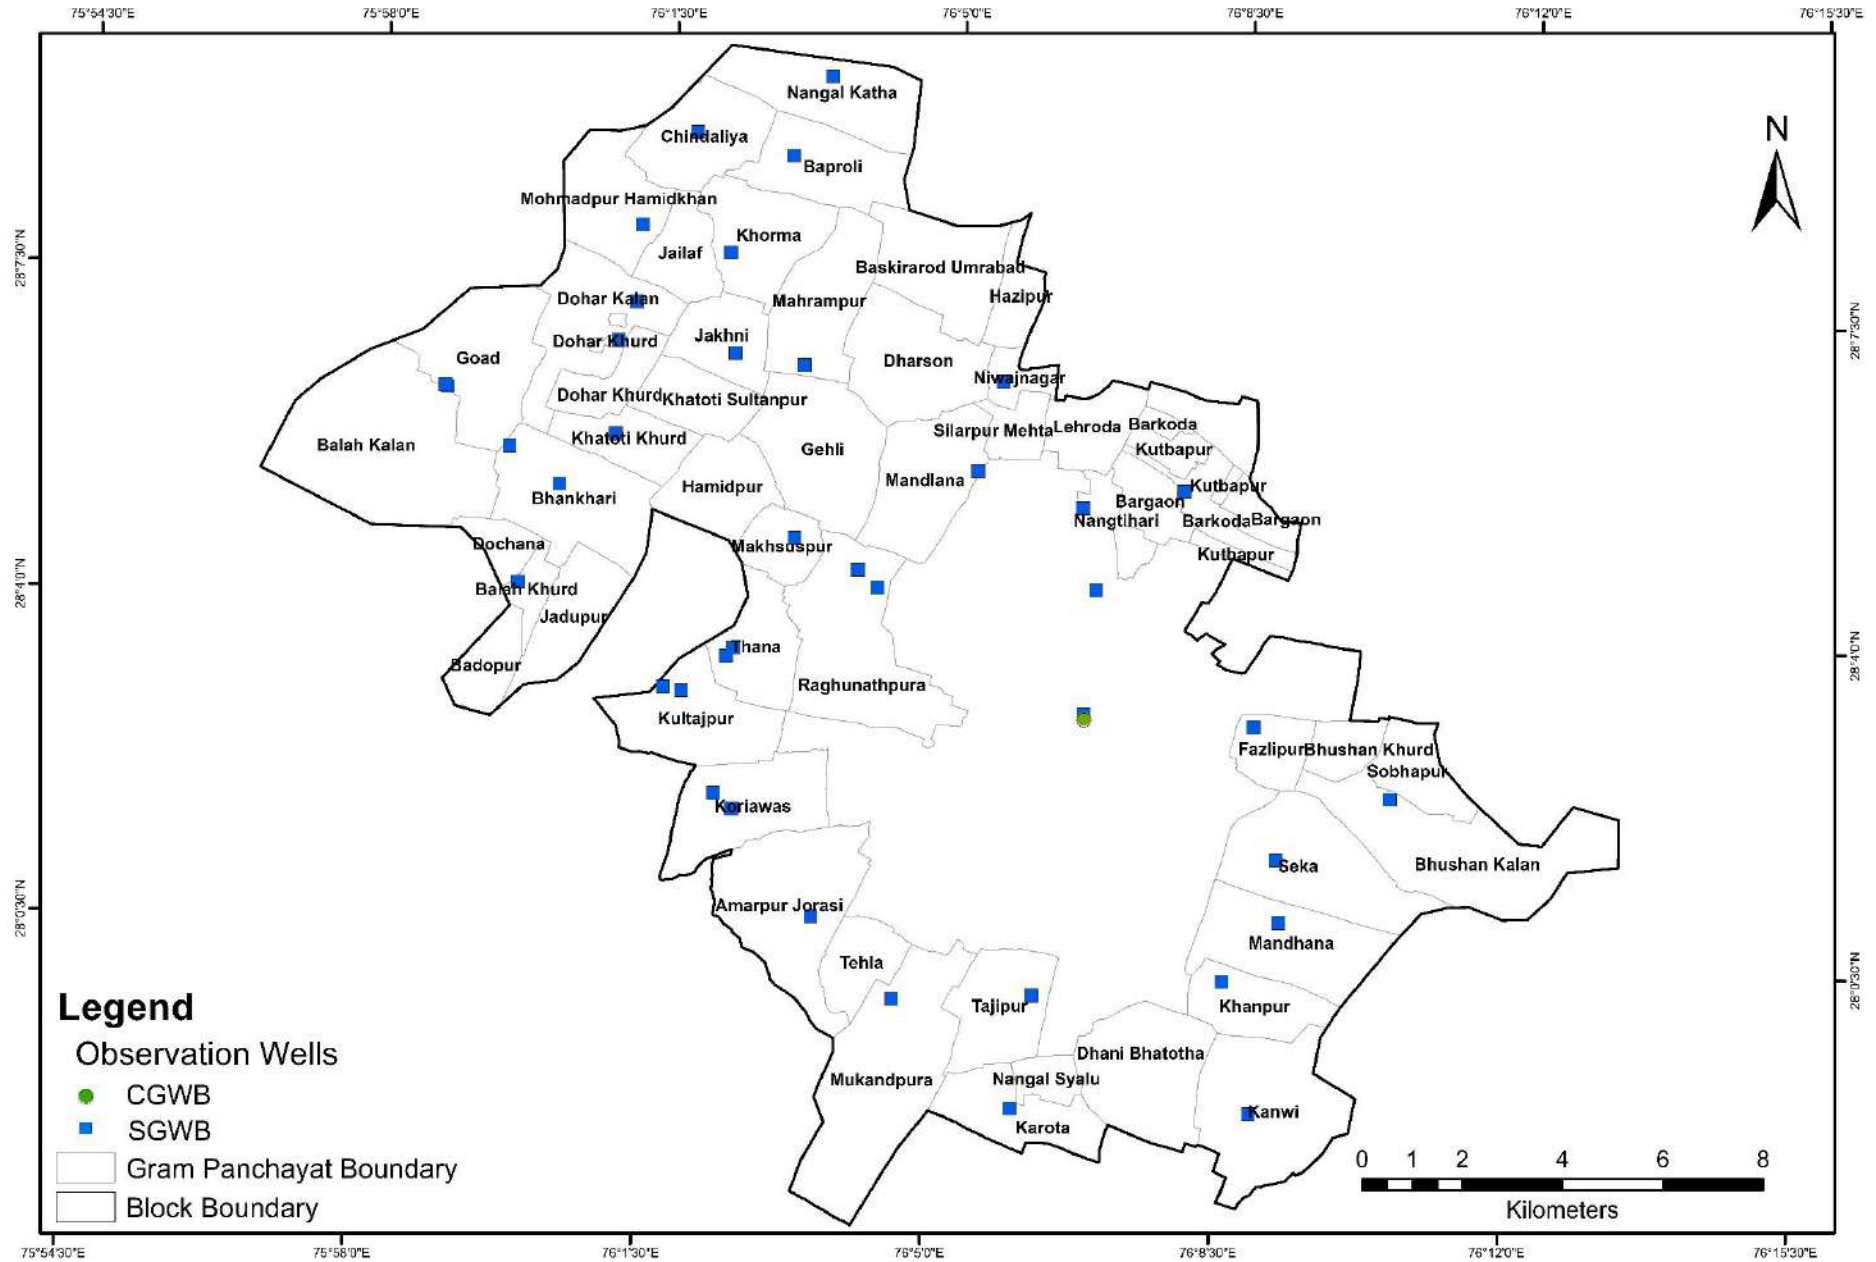 75°54'30"E 75°58'0"E 76°1'30"E 76°5'0"E 76°8'30"E 76°12'0"E 76°15'30"E
Nangal Katha
N
Chindaliya
Baproli
Mohmadpur Hamidkhan
Khorma
28°7'30"N
Jailaf
Baskirarod Umrabad
Dohar Kalan
Mahrampur
Hazipur
28°7'30"N
Dohar Khurd
Jakhni
Goad
Dharson
Niwajnagar
Dohar Khurd
Khatoti Sultanpur
Balah Kalan
Khatoti Khurd
Gehli
Silarpur Mehta
Lehroda
Barkoda
Kutbapur
Bhankhari
Hamidpur
Mandlana
Kutbapur
Bargaon
Nangtihari
Barkoda
Bargaon
Dochana
Makhsuspur
Kutbapur
28°4'0"N
Balah Khurd
Jadupur
Thana
28°4'0"N
Badopur
Raghunathpura
Kultajpur
Fazlipur
Bhushan Khurd
Sobhapur
Koriawas
Seka
Bhushan Kalan
28°0'30"N
Amarpur Jorasi
Mandhana
Tehla
28°0'30"N
Tajipur
Khanpur
Dhani Bhatotha
Mukandpura
Nangal Syalu
Kanwi
Karota
Legend
Observation Wells
CGWB
SGWB
Gram Panchayat Boundary
Block Boundary
0 1 2 4 6 8
Kilometers
75°54'30"E 75°58'0"E 76°1'30"E 76°5'0"E 76°8'30"E 76°12'0"E 76°15'30"E